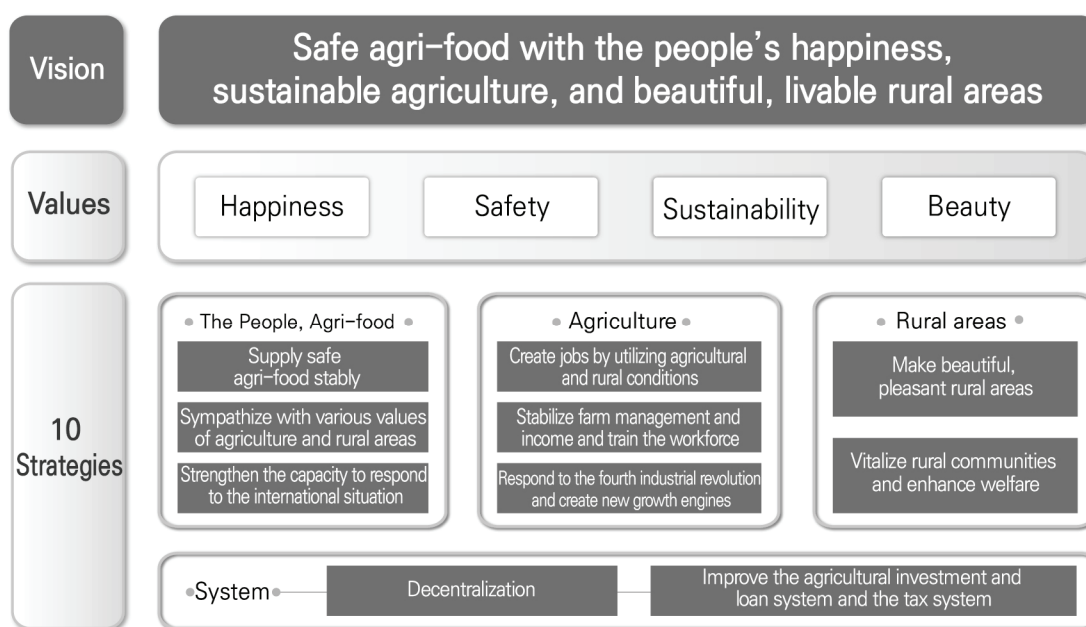 Vision
Safe agri-food with the people's happiness,
sustainable agriculture, and beautiful, livable rural areas
Values
Happiness
Safety
Sustainability
Beauty
10
Strategies
The People, Agri-food
Supply safe
agri-food stably
Sympathize with various values
of agriculture and rural areas
Strengthen the capacity to respond
to the international situation
Agriculture
Create jobs by utilizing agricultural
and rural conditions
Stabilize farm management and
income and train the workforce
Respond to the fourth industrial revolution
and create new growth engines
Rural areas
Make beautiful,
pleasant rural areas
Vitalize rural communities
and enhance welfare
System
Decentralization
Improve the agricultural investment and
loan system and the tax system